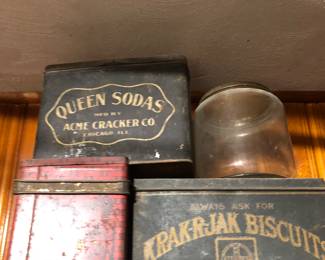 QUEEN SODAS
MFD BY
ACME CRACKER CO
CHICAGO. ILL.
ALWAYS ASK FOR
KRAK-R-JAK BISCUITS